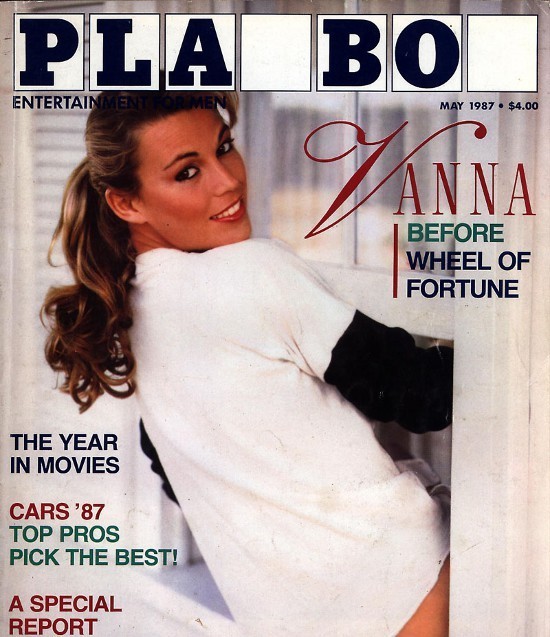 PLA BO
ENTERTAINMENT FOR MEN
MAY 1987 • $4.00
VANNA
BEFORE
WHEEL OF
FORTUNE
THE YEAR
IN MOVIES
CARS '87
TOP PROS
PICK THE BEST!
A SPECIAL
REPORT